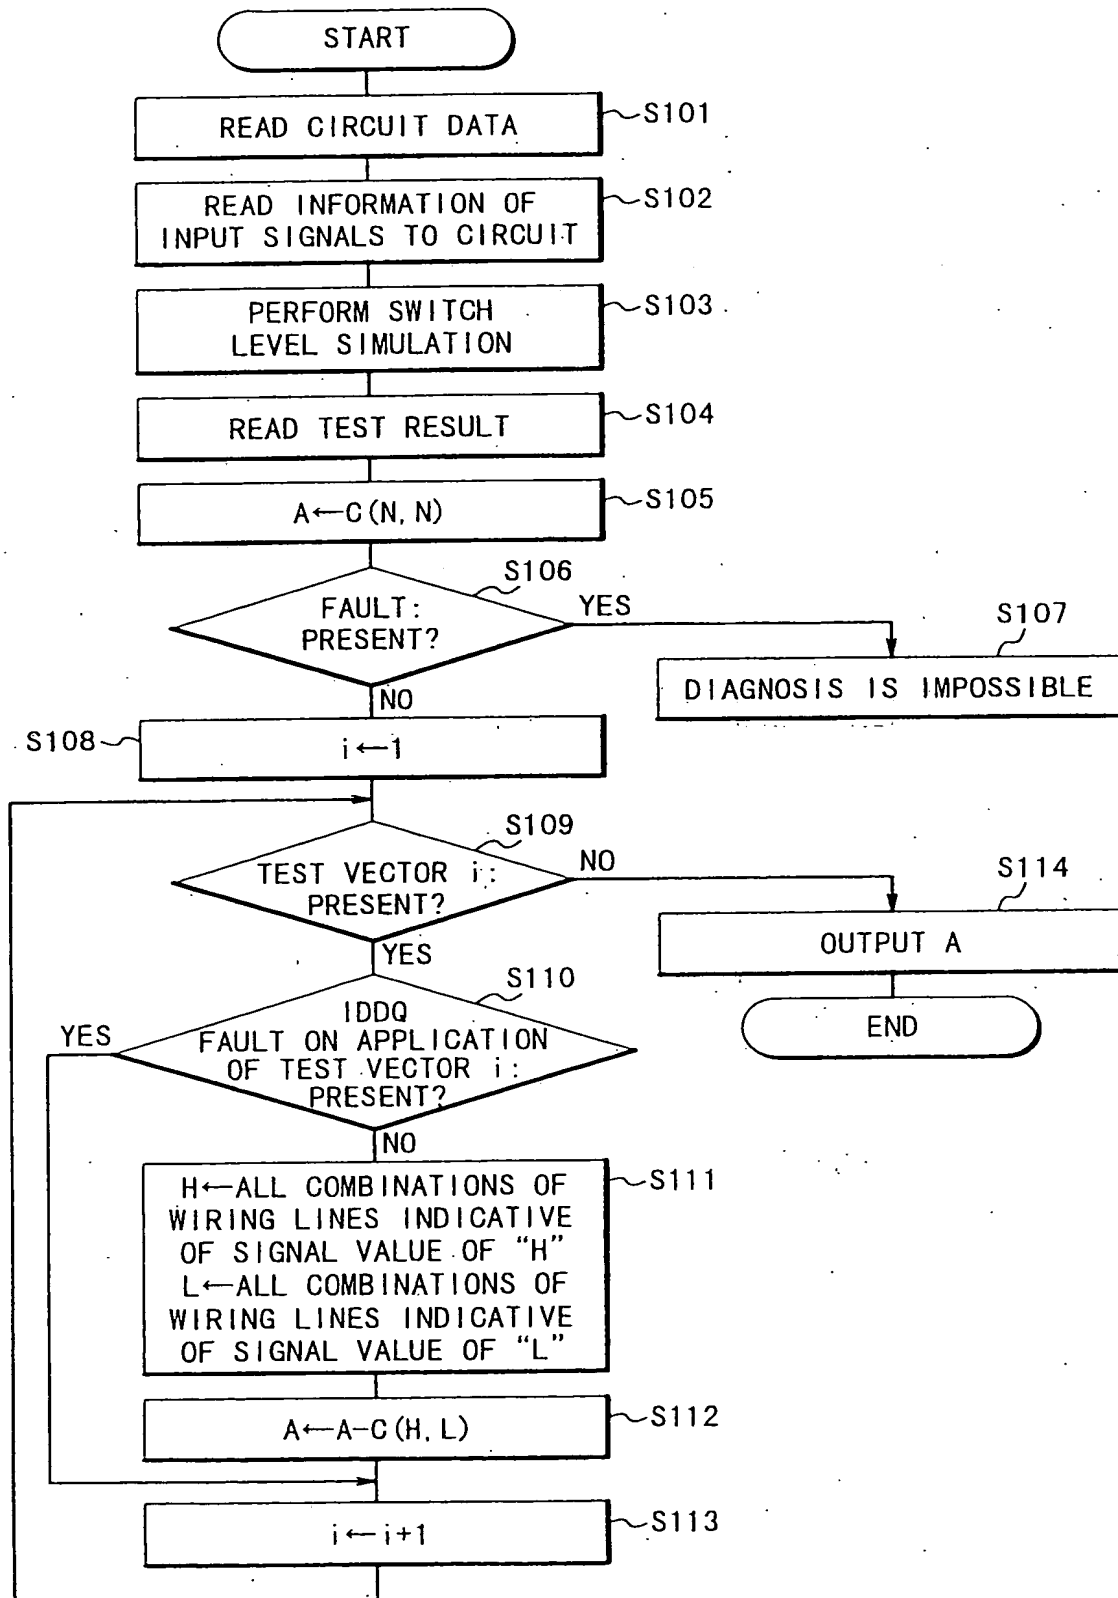 START
READ CIRCUIT DATA
S101
READ INFORMATION OF
INPUT SIGNALS TO CIRCUIT
S102
PERFORM SWITCH
LEVEL SIMULATION
S103
READ TEST RESULT
S104
A←C(N,N)
S105
FAULT:
PRESENT?
S106
YES
NO
S107
DIAGNOSIS IS IMPOSSIBLE
S108
i←1
S109
TEST VECTOR i:
PRESENT?
NO
YES
S114
OUTPUT A
END
S110
IDDQ
FAULT ON APPLICATION
OF TEST VECTOR i:
PRESENT?
YES
NO
H←ALL COMBINATIONS OF
WIRING LINES INDICATIVE
OF SIGNAL VALUE OF "H"
L←ALL COMBINATIONS OF
WIRING LINES INDICATIVE
OF SIGNAL VALUE OF "L"
S111
A←A-C(H,L)
S112
i←i+1
S113